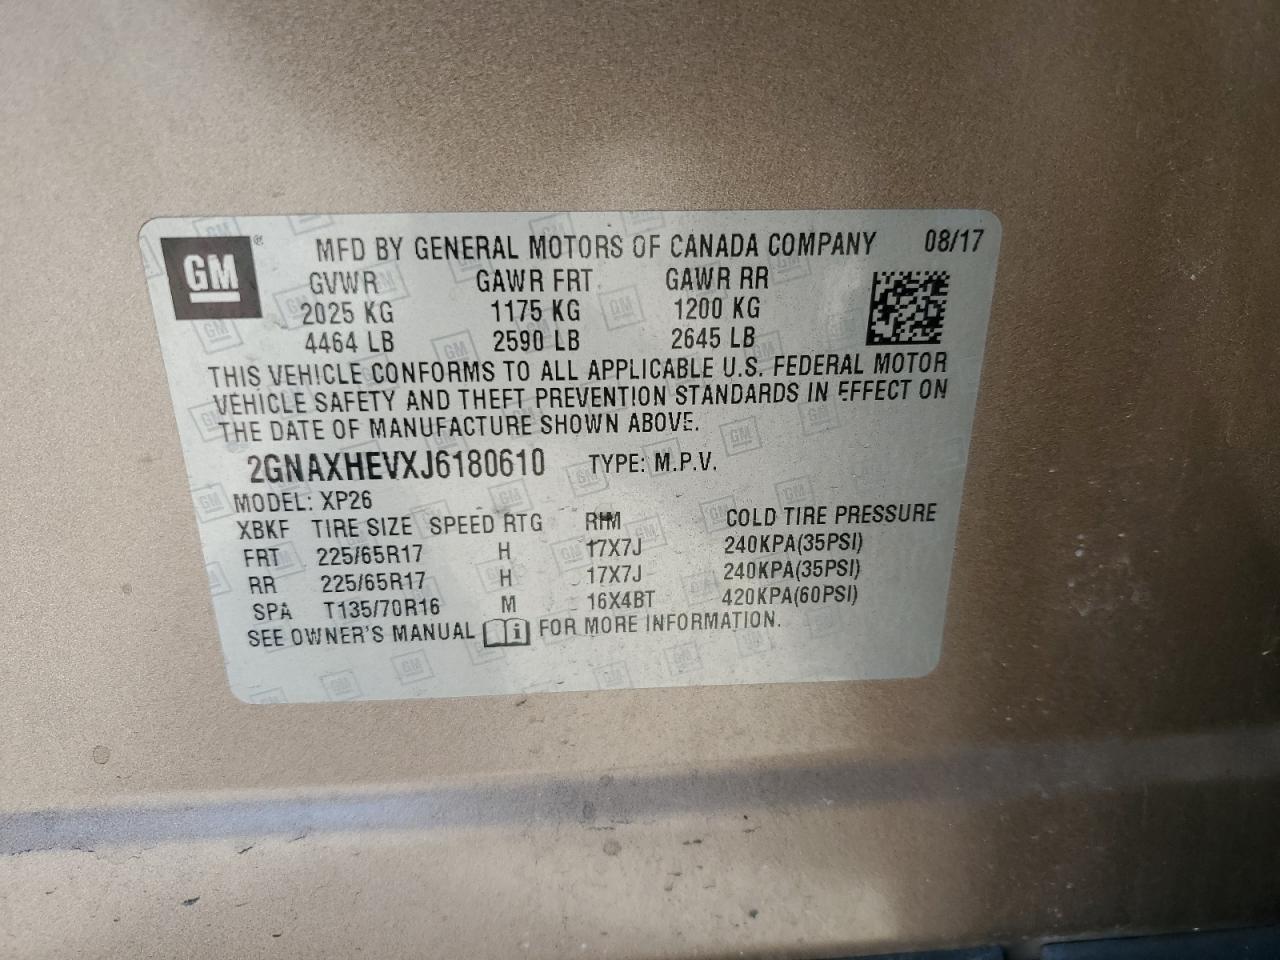 GM ® MFD BY GENERAL MOTORS OF CANADA COMPANY 08/17
GVWR GAWR FRT GAWR RR
2025 KG 1175 KG 1200 KG
4464 LB 2590 LB 2645 LB
THIS VEHICLE CONFORMS TO ALL APPLICABLE U.S. FEDERAL MOTOR
VEHICLE SAFETY AND THEFT PREVENTION STANDARDS IN EFFECT ON
THE DATE OF MANUFACTURE SHOWN ABOVE.
2GNAXHEVXJ6180610 TYPE: M.P.V.
MODEL: XP26
XBKF TIRE SIZE SPEED RTG RIM COLD TIRE PRESSURE
FRT 225/65R17 H 17X7J 240KPA(35PSI)
RR 225/65R17 H 17X7J 240KPA(35PSI)
SPA T135/70R16 M 16X4BT 420KPA(60PSI)
SEE OWNER'S MANUAL FOR MORE INFORMATION.